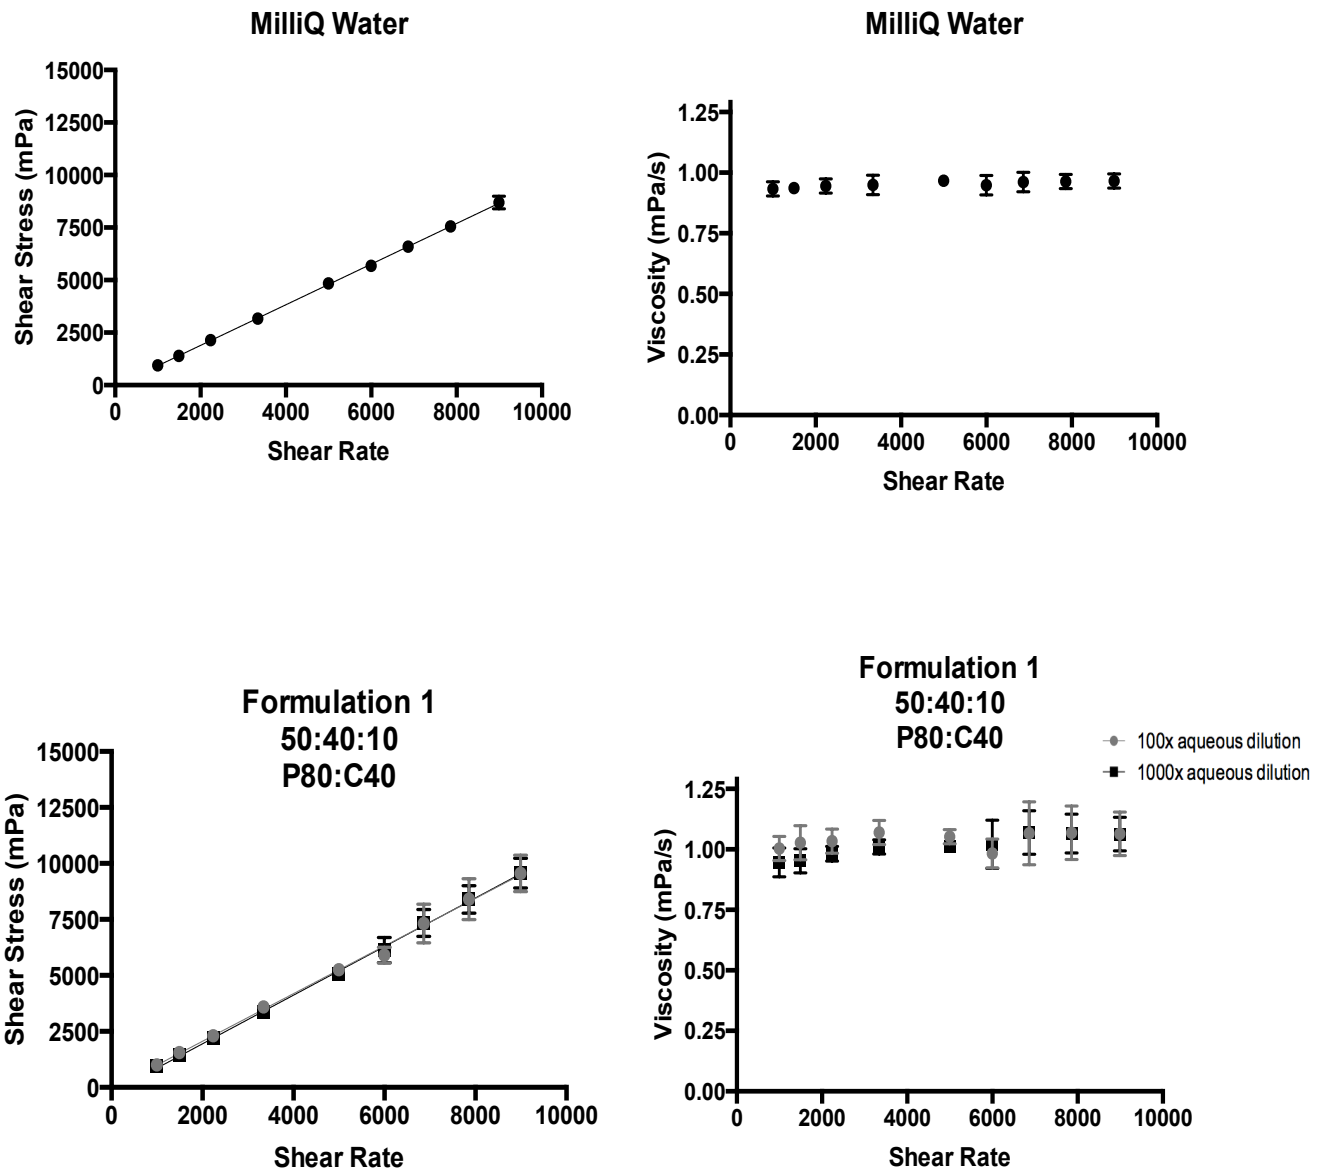 MilliQ Water
15000
12500
10000
7500
5000
2500
0
Shear Stress (mPa)
0 2000 4000 6000 8000 10000
Shear Rate
MilliQ Water
1.25
1.00
0.75
0.50
0.25
0.00
Viscosity (mPa/s)
0 2000 4000 6000 8000 10000
Shear Rate
Formulation 1
50:40:10
P80:C40
15000
12500
10000
7500
5000
2500
0
Shear Stress (mPa)
0 2000 4000 6000 8000 10000
Shear Rate
Formulation 1
50:40:10
P80:C40
100x aqueous dilution
1000x aqueous dilution
1.25
1.00
0.75
0.50
0.25
0.00
Viscosity (mPa/s)
0 2000 4000 6000 8000 10000
Shear Rate